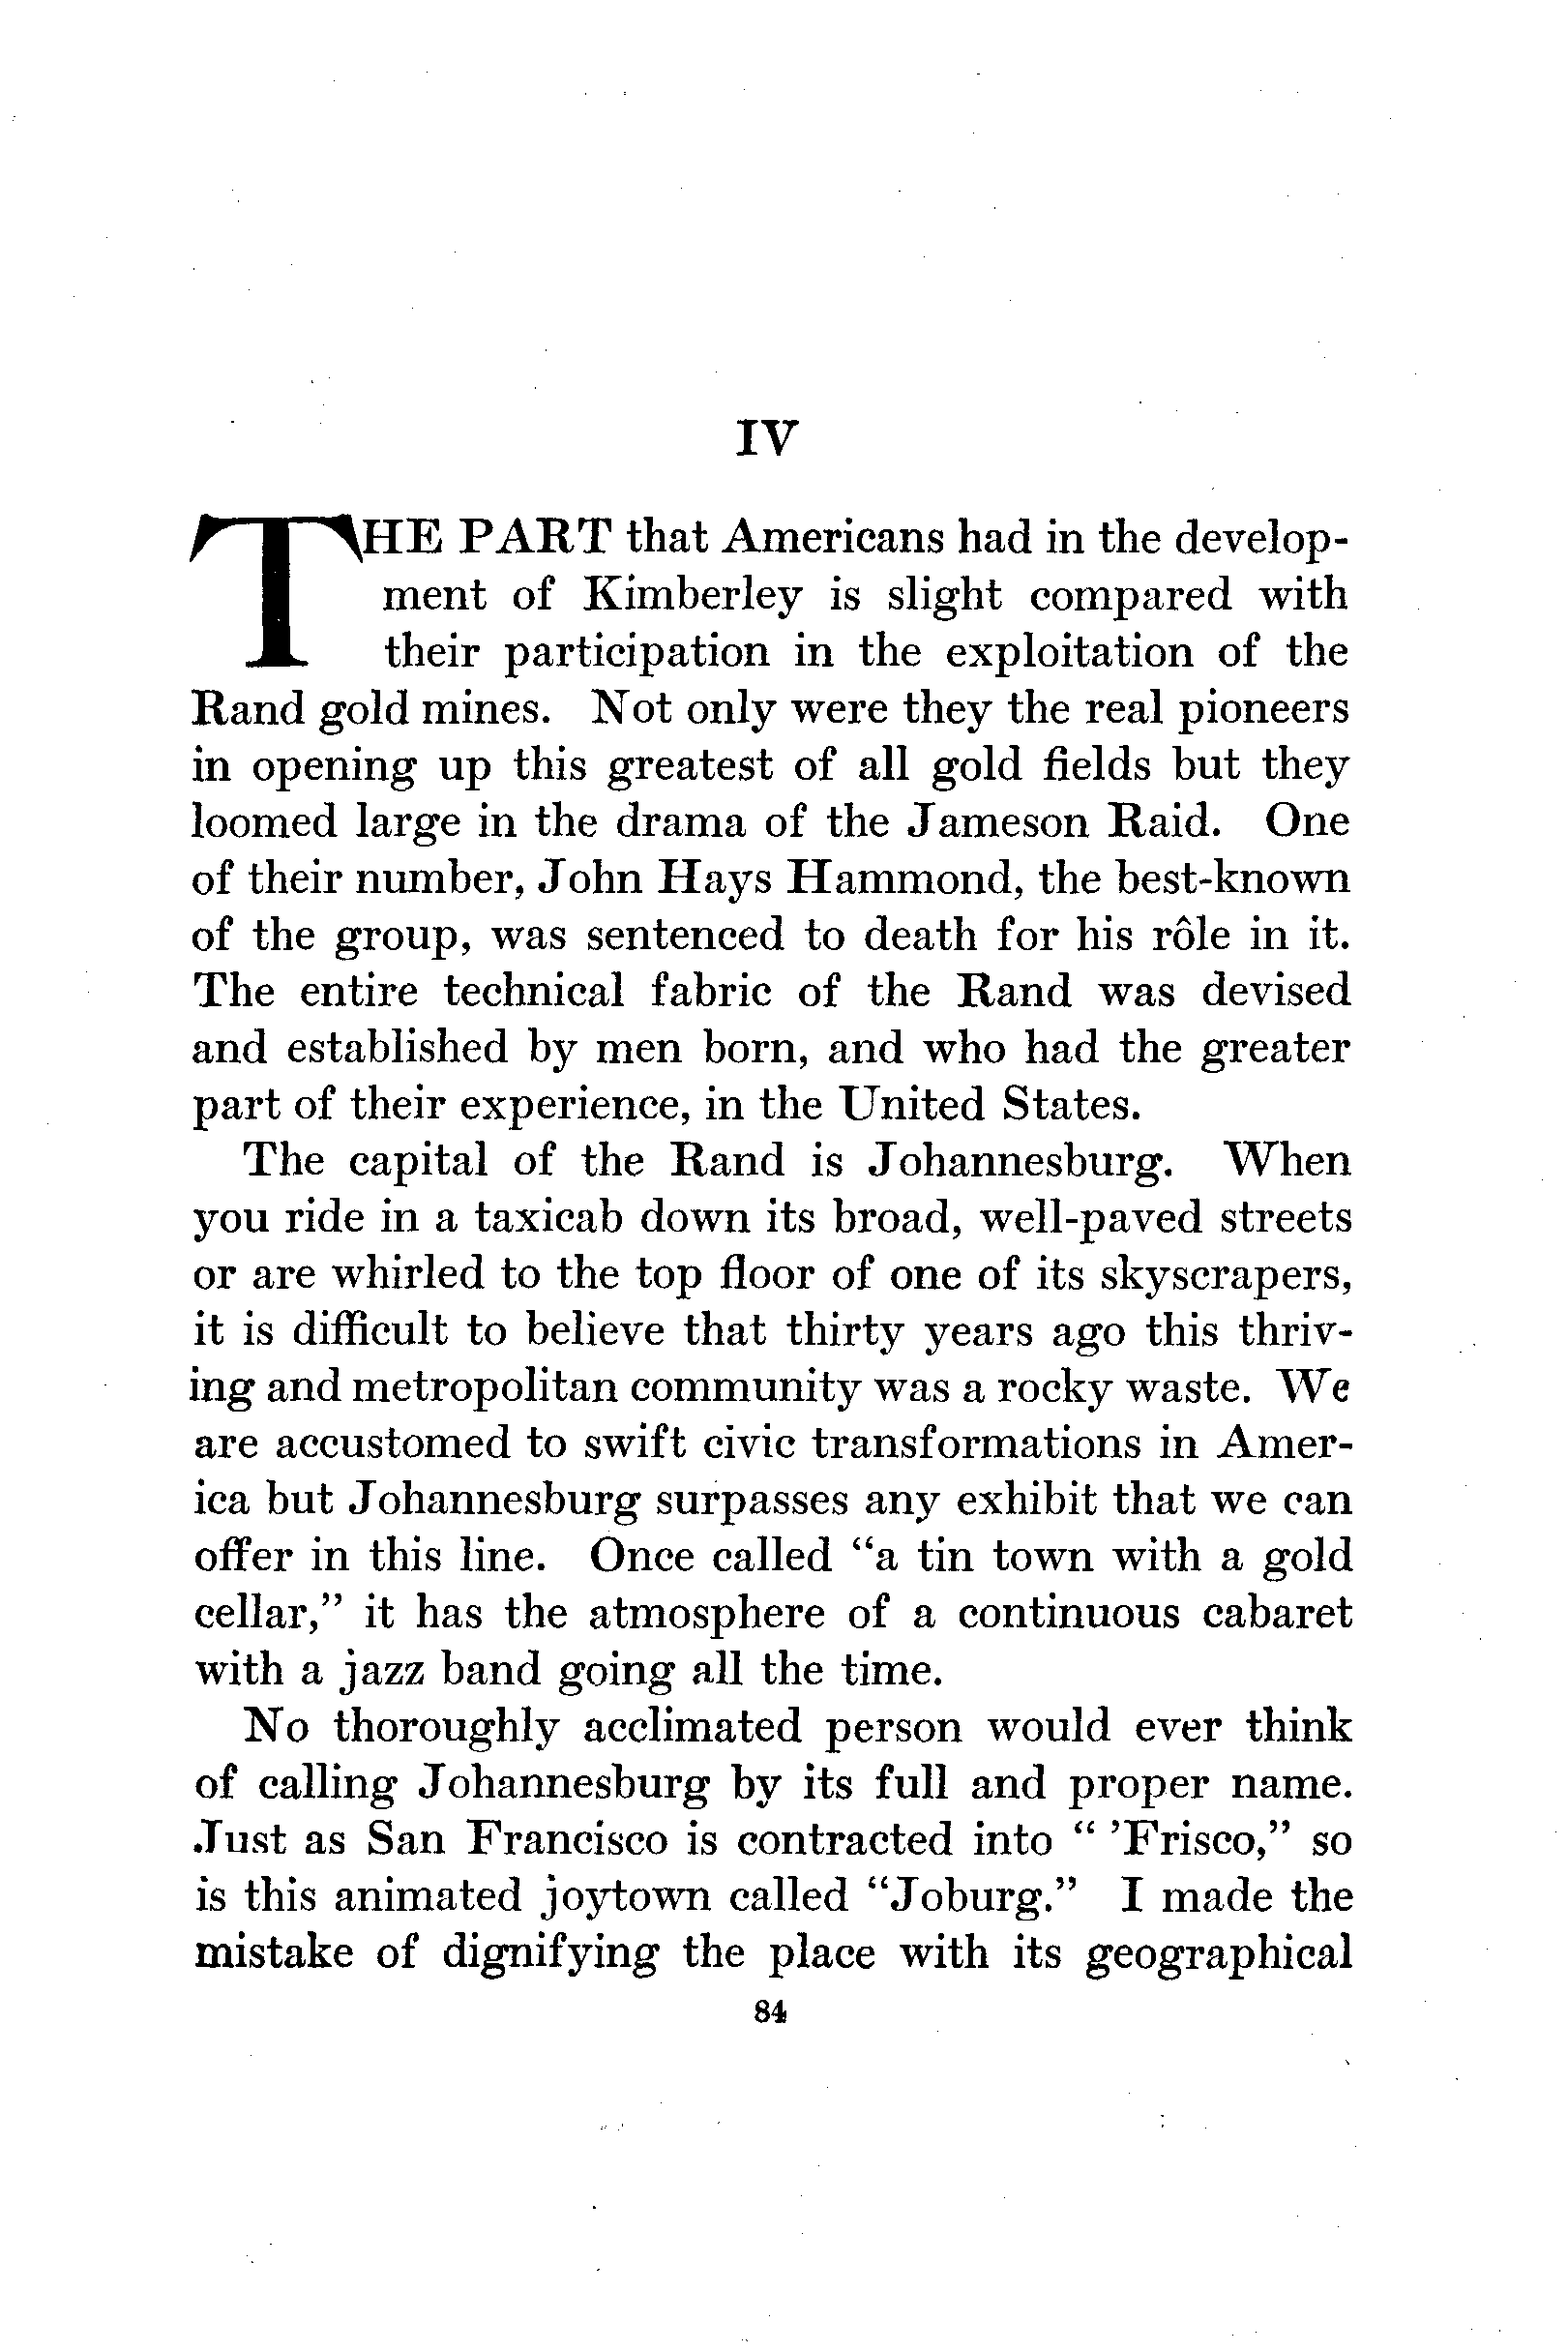 IV
THE PART that Americans had in the develop-
ment of Kimberley is slight compared with
their participation in the exploitation of the
Rand gold mines. Not only were they the real pioneers
in opening up this greatest of all gold fields but they
loomed large in the drama of the Jameson Raid. One
of their number, John Hays Hammond, the best-known
of the group, was sentenced to death for his rôle in it.
The entire technical fabric of the Rand was devised
and established by men born, and who had the greater
part of their experience, in the United States.
The capital of the Rand is Johannesburg. When
you ride in a taxicab down its broad, well-paved streets
or are whirled to the top floor of one of its skyscrapers,
it is difficult to believe that thirty years ago this thriv-
ing and metropolitan community was a rocky waste. We
are accustomed to swift civic transformations in Amer-
ica but Johannesburg surpasses any exhibit that we can
offer in this line. Once called "a tin town with a gold
cellar," it has the atmosphere of a continuous cabaret
with a jazz band going all the time.
No thoroughly acclimated person would ever think
of calling Johannesburg by its full and proper name.
Just as San Francisco is contracted into " 'Frisco," so
is this animated joytown called "Joburg." I made the
mistake of dignifying the place with its geographical
84